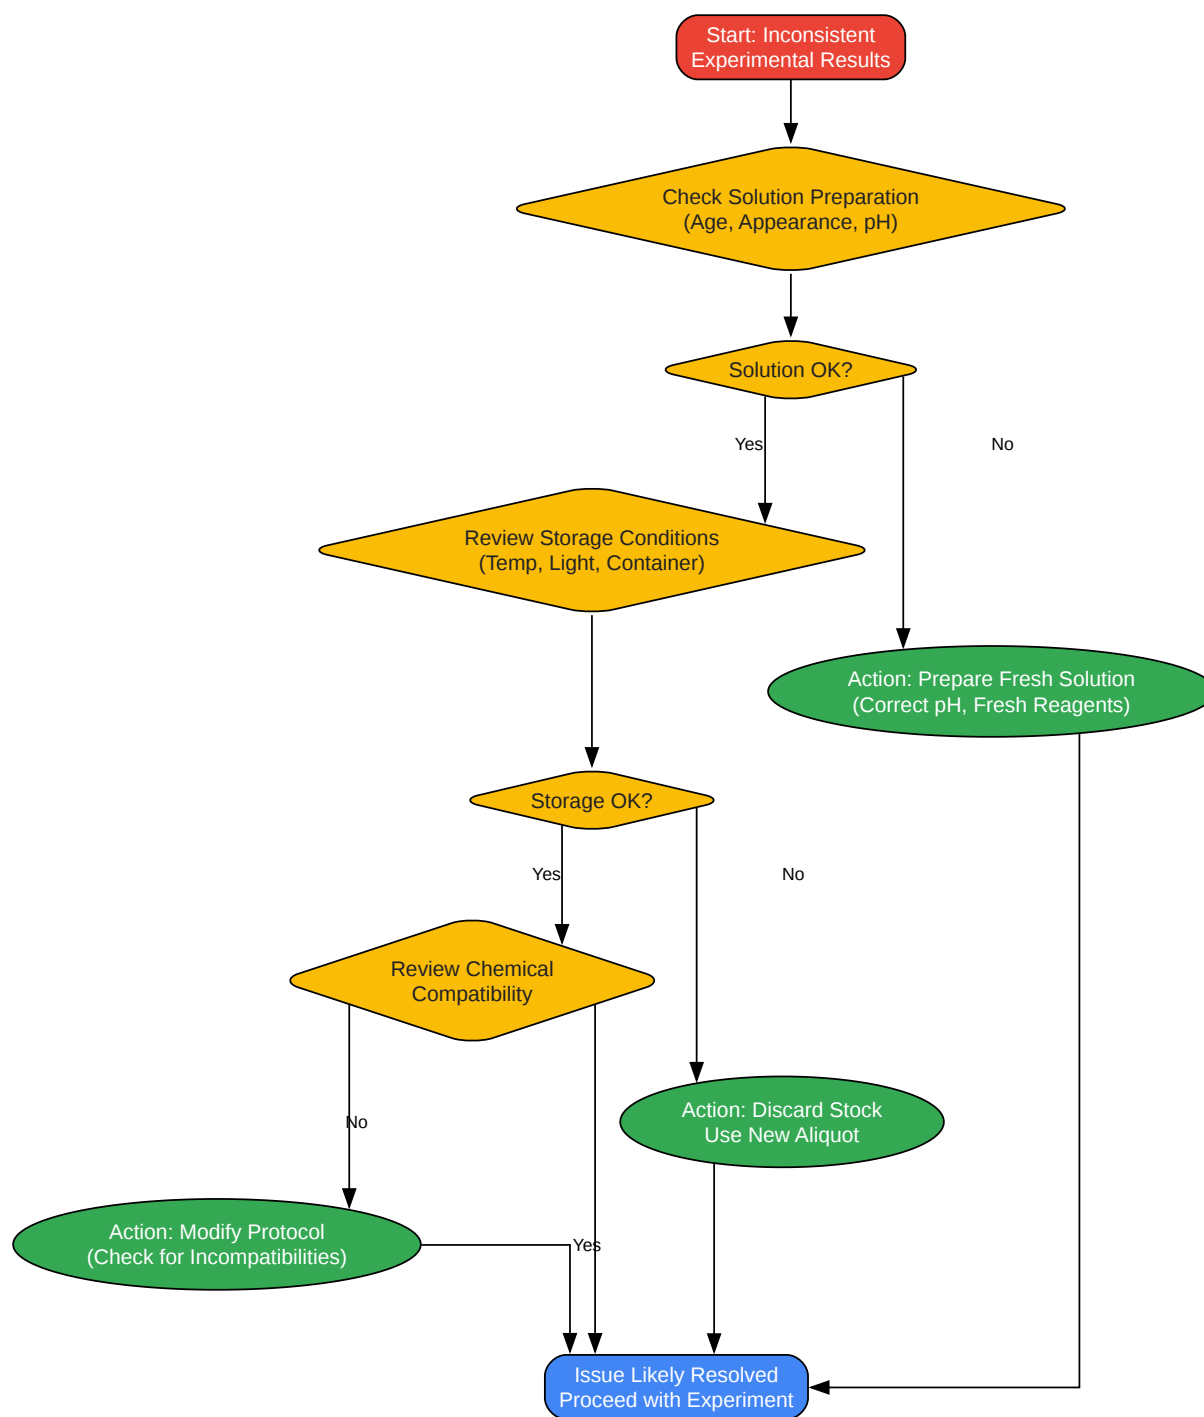 Start: Inconsistent
Experimental Results
Check Solution Preparation
(Age, Appearance, pH)
Solution OK?
Yes
No
Review Storage Conditions
(Temp, Light, Container)
Action: Prepare Fresh Solution
(Correct pH, Fresh Reagents)
Storage OK?
Yes
No
Review Chemical
Compatibility
Action: Discard Stock
Use New Aliquot
No
Action: Modify Protocol
(Check for Incompatibilities)
Yes
Issue Likely Resolved
Proceed with Experiment